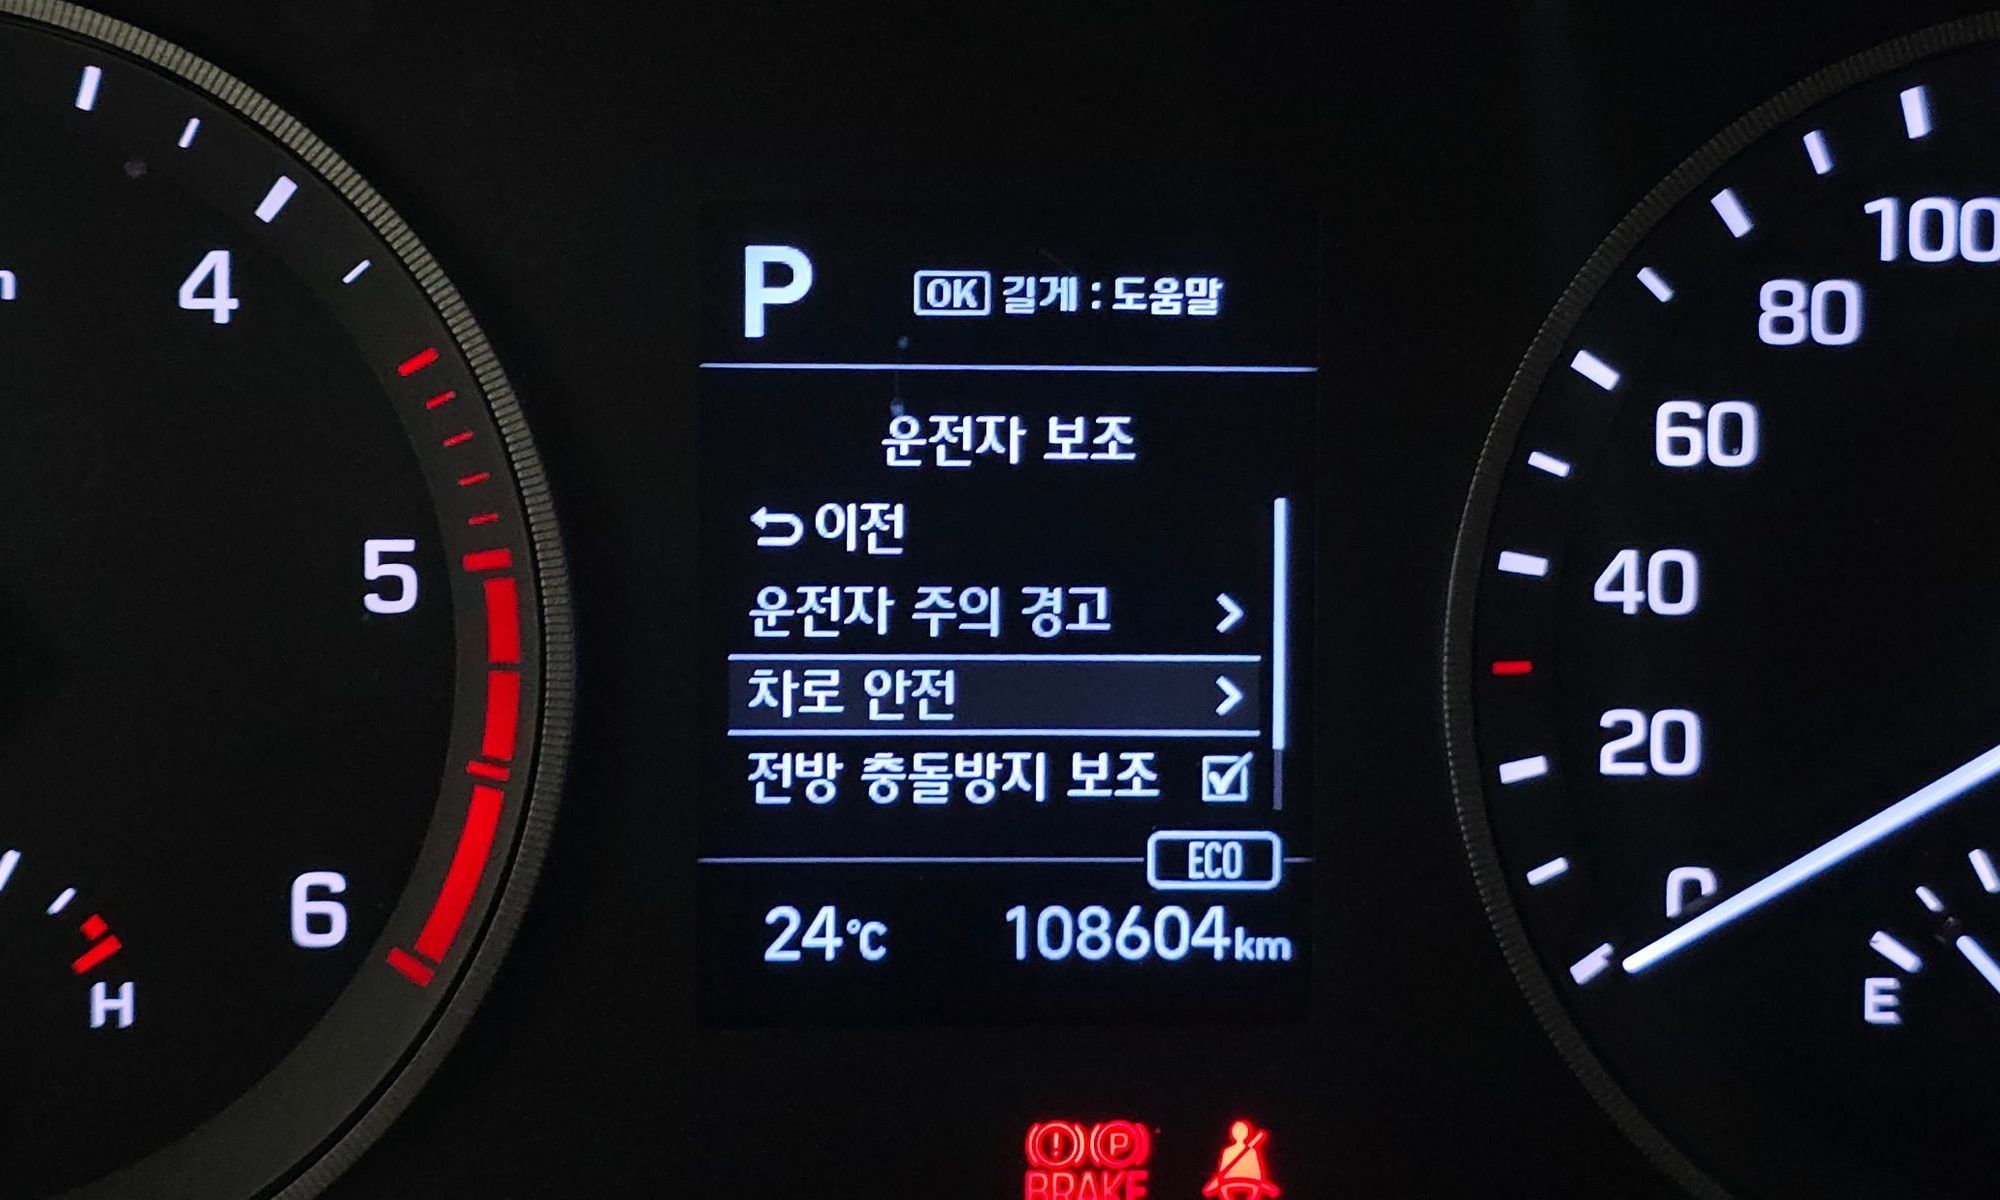 P
OK 길게 : 도움말
운전자 보조
이전
운전자 주의 경고
차로 안전
전방 충돌방지 보조
ECO
24°C 108604km
4
5
6
H
100
80
60
40
20
0
E
P
BRAKE